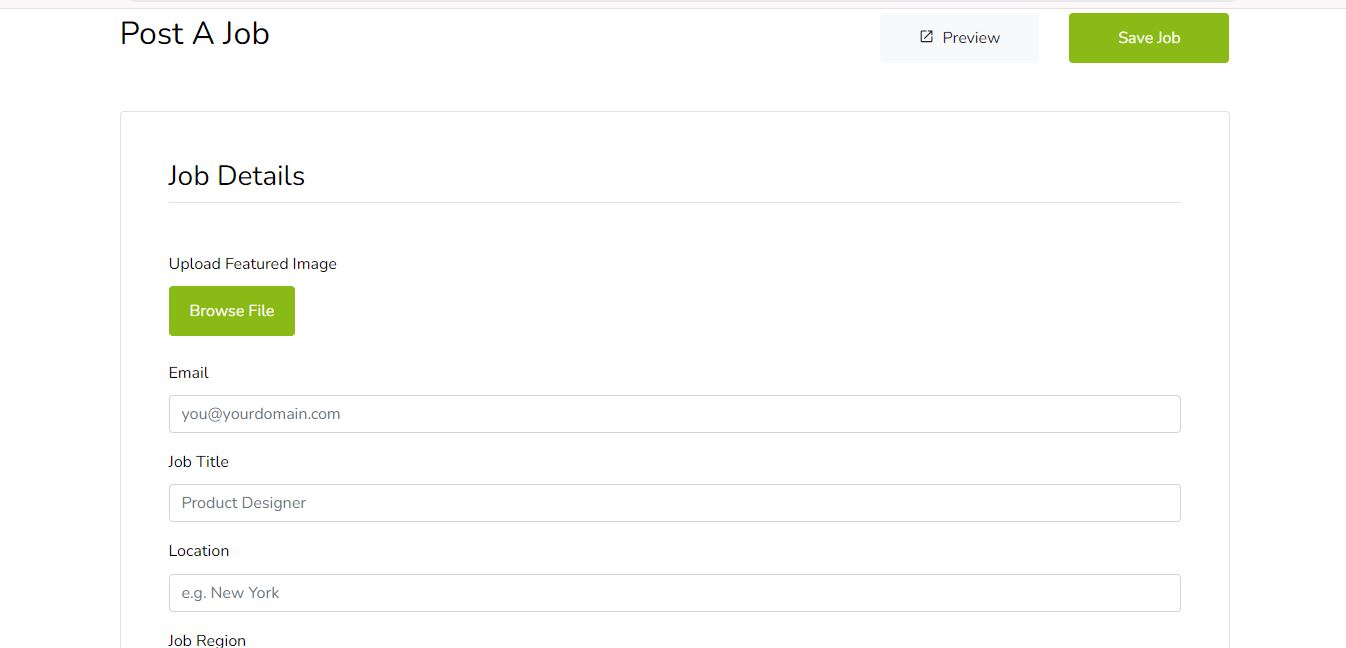 Post A Job
Preview
Save Job
Job Details
Upload Featured Image
Browse File
Email
you@yourdomain.com
Job Title
Product Designer
Location
e.g. New York
Job Region